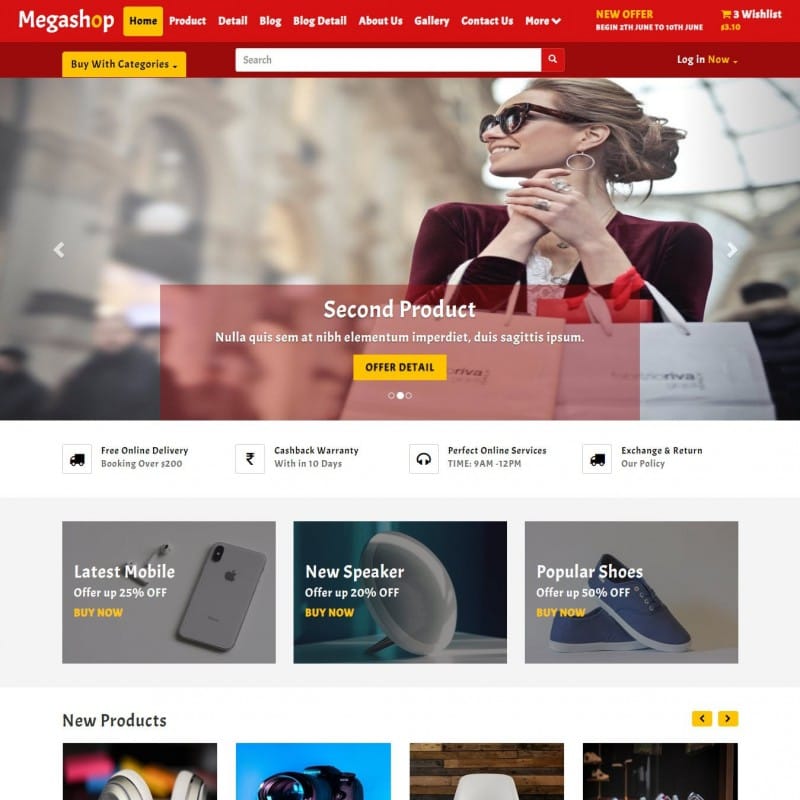 Megashop
Home Product Detail Blog Blog Detail About Us Gallery Contact Us More
NEW OFFER
BEGIN 2TH JUNE TO 10TH JUNE
3 Wishlist
$3.10
Buy With Categories
Search
Log in Now
Second Product
Nulla quis sem at nibh elementum imperdiet, duis sagittis ipsum.
OFFER DETAIL
Free Online Delivery
Booking Over $200
₹
Cashback Warranty
With in 10 Days
Perfect Online Services
TIME: 9AM -12PM
Exchange & Return
Our Policy
Latest Mobile
Offer up 25% OFF
BUY NOW
New Speaker
Offer up 20% OFF
BUY NOW
Popular Shoes
Offer up 50% OFF
BUY NOW
New Products